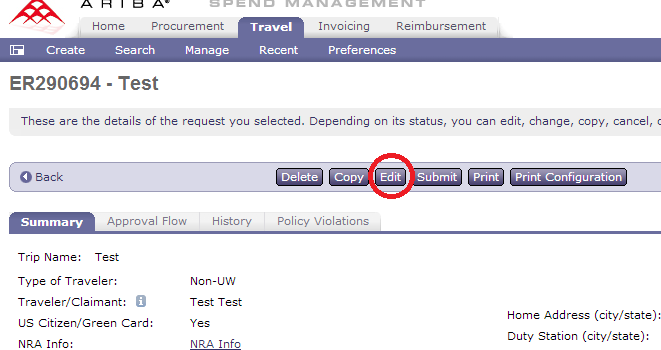 ARIBA® SPEND MANAGEMENT
Home Procurement Travel Invoicing Reimbursement
Create Search Manage Recent Preferences
ER290694 - Test
These are the details of the request you selected. Depending on its status, you can edit, change, copy, cancel,
Back Delete Copy Edit Submit Print Print Configuration
Summary Approval Flow History Policy Violations
Trip Name: Test
Type of Traveler: Non-UW
Traveler/Claimant: i Test Test
US Citizen/Green Card: Yes
Home Address (city/state):
NRA Info: NRA Info
Duty Station (city/state):